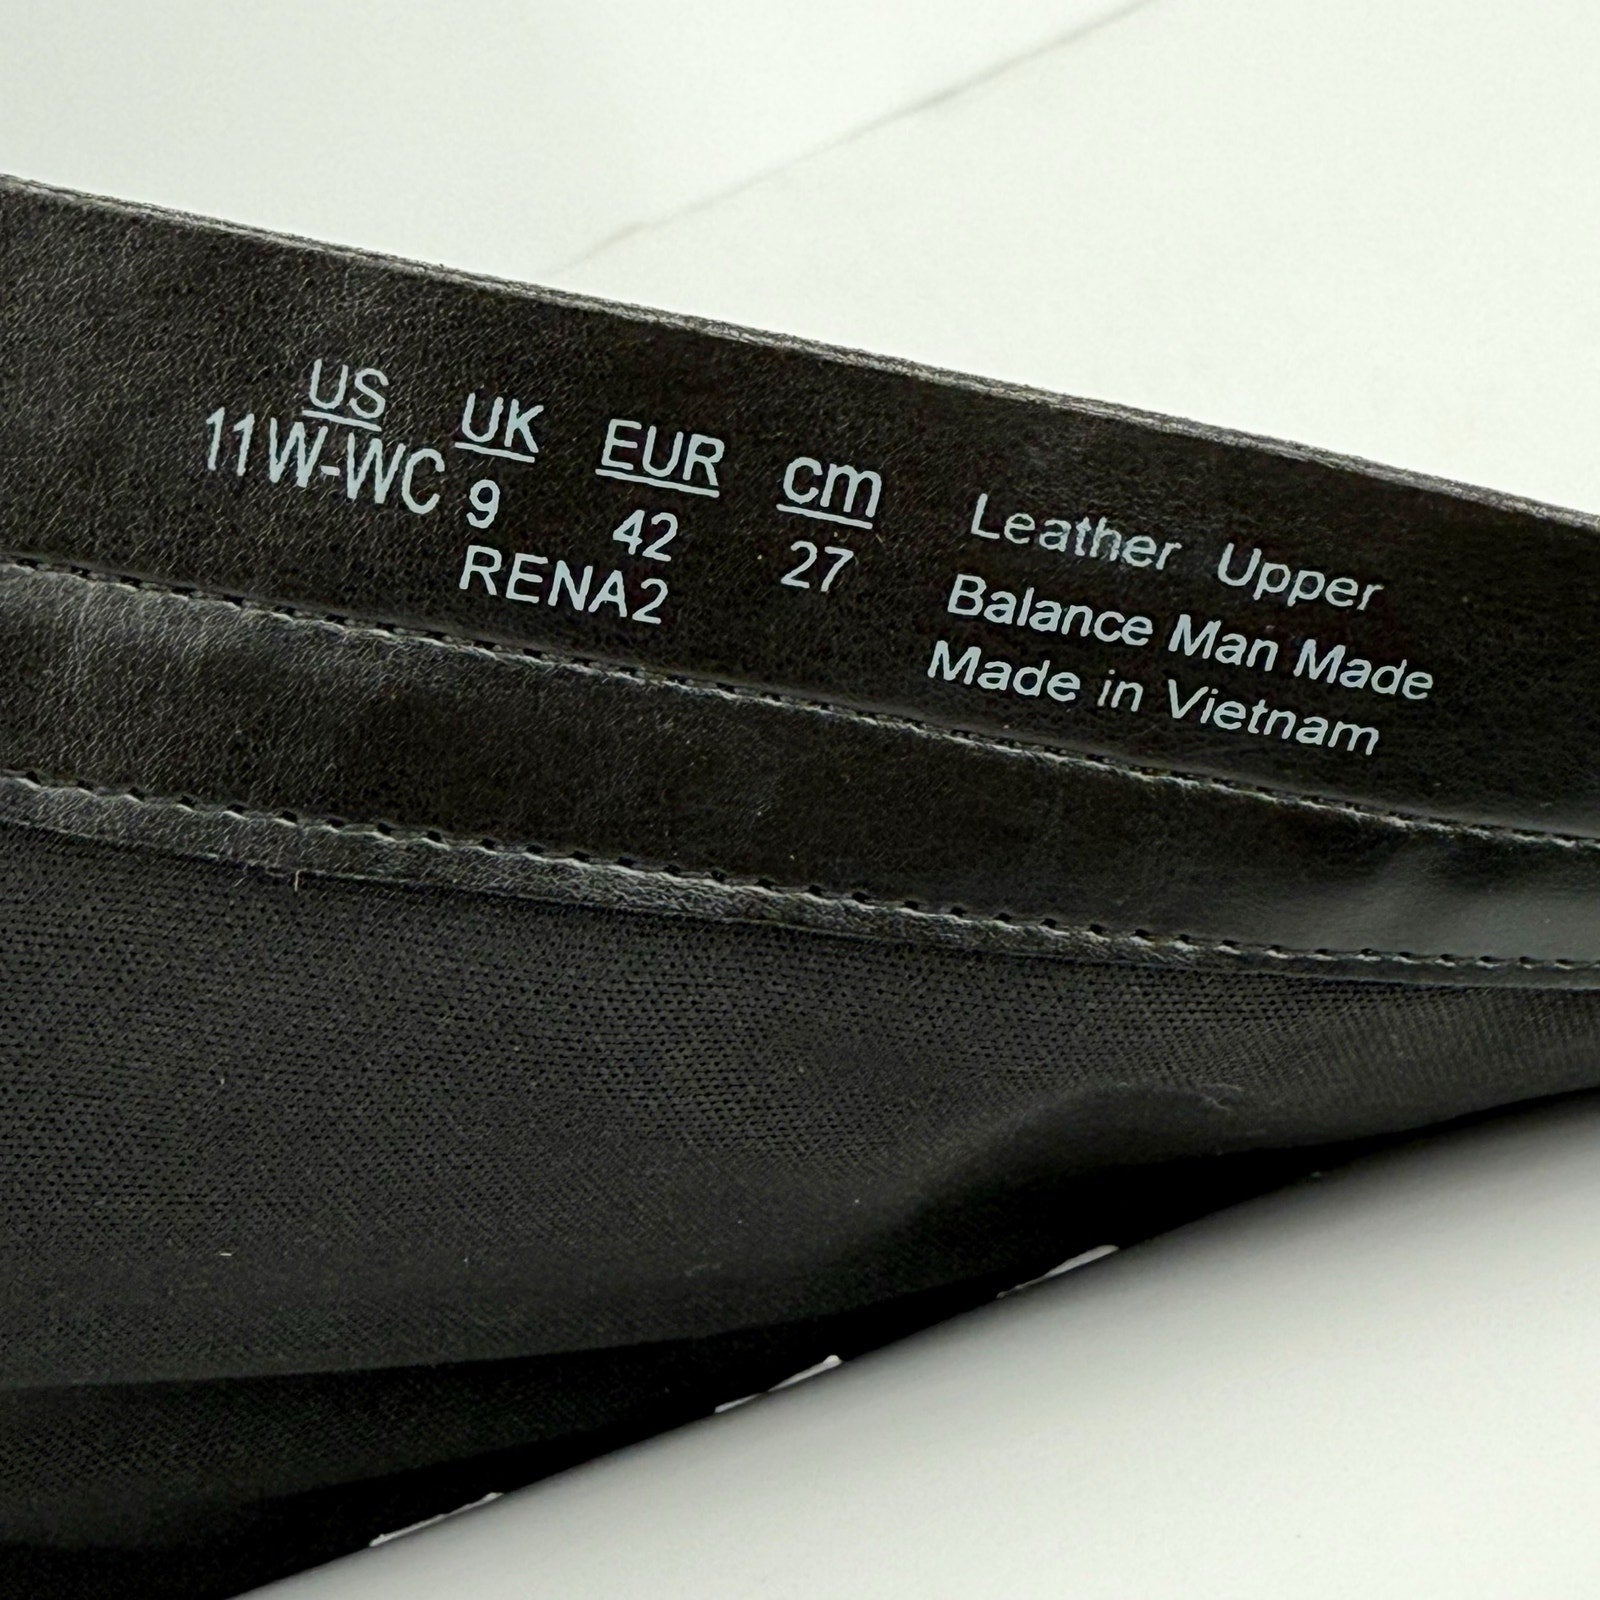 US UK EUR cm
11W-WC 9 42 27
RENA2
Leather Upper
Balance Man Made
Made in Vietnam